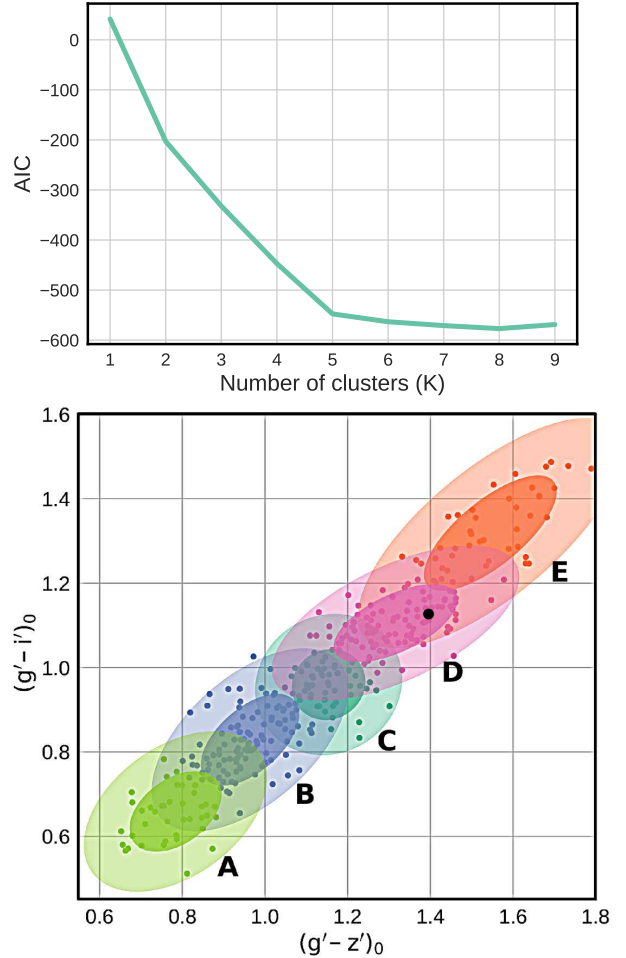 0
−100
−200
−300
−400
−500
−600
AIC
1 2 3 4 5 6 7 8 9
Number of clusters (K)
1.6
1.4
1.2
1.0
0.8
0.6
(g′− i′)₀
E
D
C
B
A
0.6 0.8 1.0 1.2 1.4 1.6 1.8
(g′− z′)₀